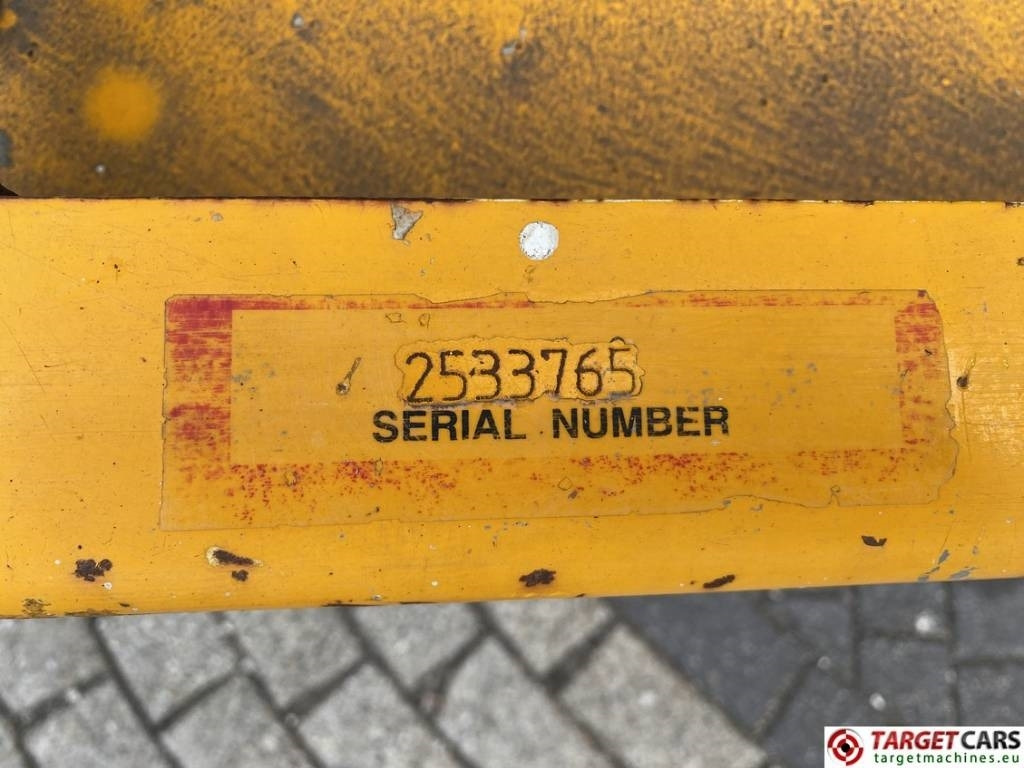 2533765
SERIAL NUMBER
TARGETCARS
targetmachines.eu